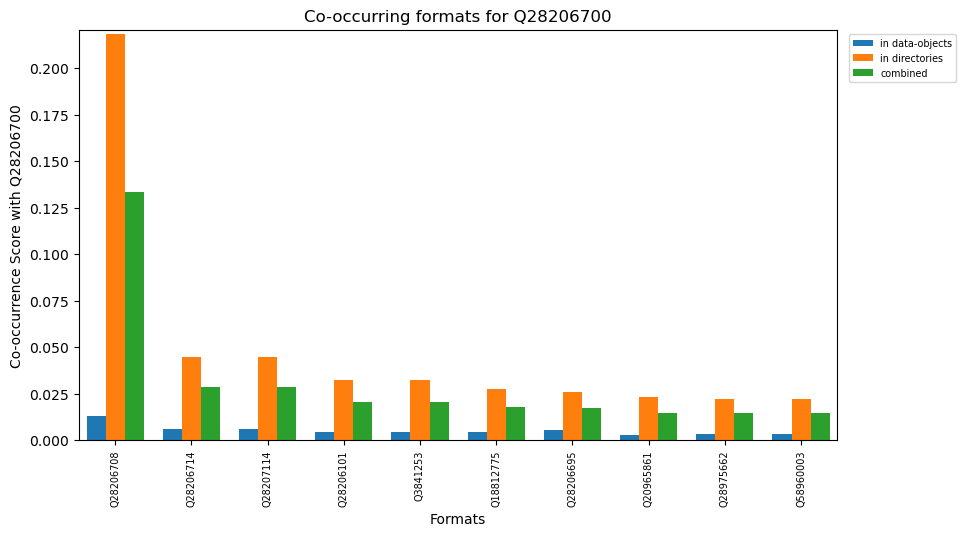 Co-occurring formats for Q28206700
Co-occurrence Score with Q28206700
0.200
0.175
0.150
0.125
0.100
0.075
0.050
0.025
0.000
in data-objects
in directories
combined
Q28206708
Q28206714
Q28207114
Q28206101
Q3841253
Q18812775
Q28206695
Q20965861
Q28975662
Q58960003
Formats